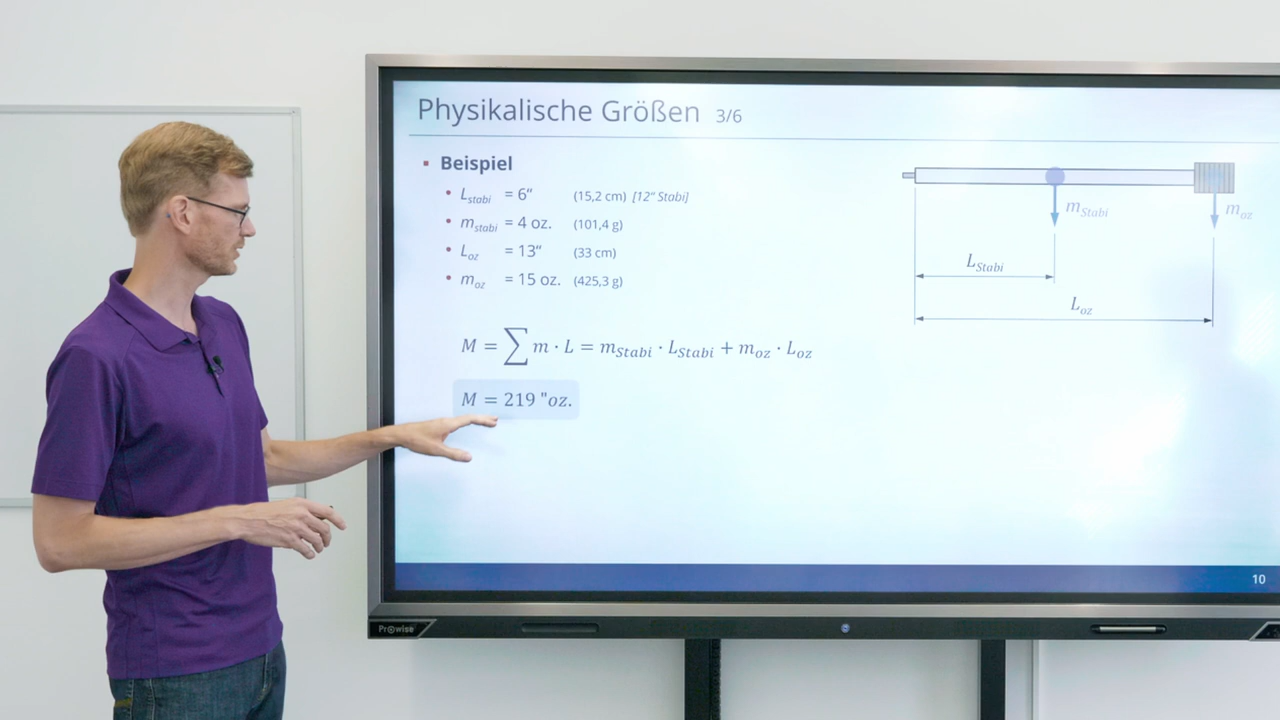 Physikalische Größen 3/6
Beispiel
L_stabi = 6“ (15,2 cm) [12“ Stabi]
m_stabi = 4 oz. (101,4 g)
L_oz = 13“ (33 cm)
m_oz = 15 oz. (425,3 g)
M = ∑ m · L = m_Stabi · L_Stabi + m_oz · L_oz
M = 219 "oz.
m_Stabi
m_oz
L_Stabi
L_oz
10
Prowise